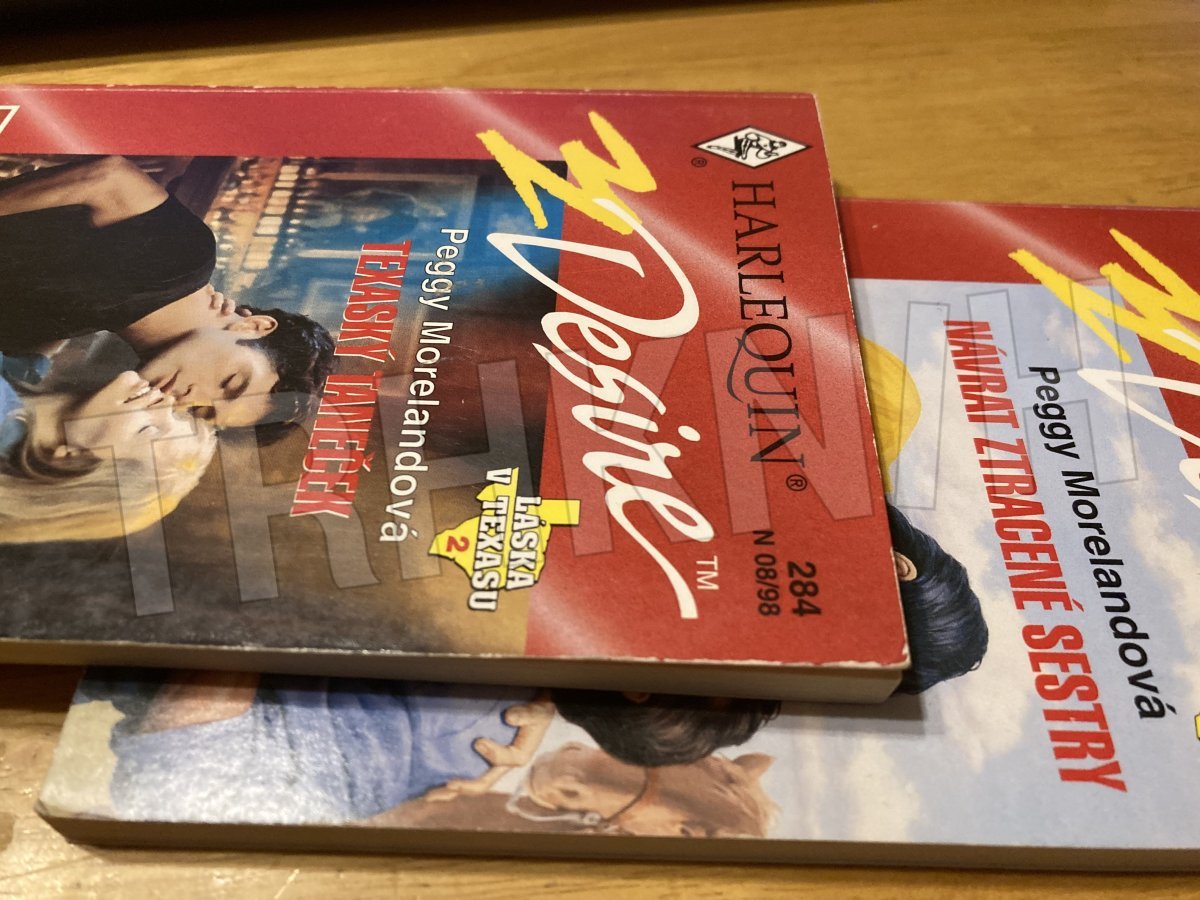 HARLEQUIN®
284
N 08/98
Desire™
Peggy Morelandová
TEXASKÝ TANEČEK
LÁSKA
V TEXASU
2
Peggy Morelandová
NÁVRAT ZTRACENÉ SESTRY